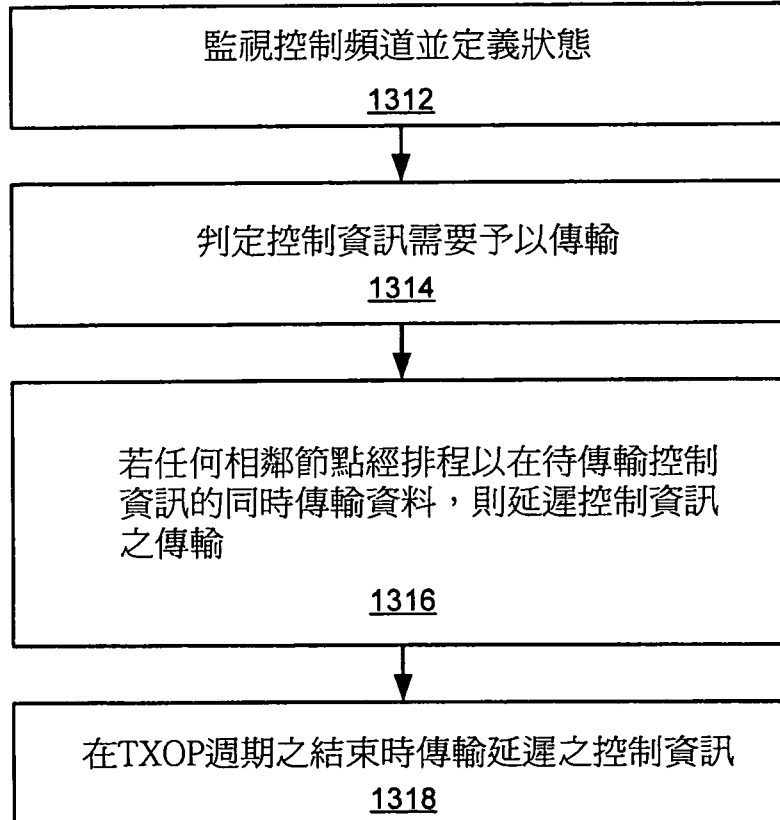 監視控制頻道並定義狀態
1312
判定控制資訊需要予以傳輸
1314
若任何相鄰節點經排程以在待傳輸控制
資訊的同時傳輸資料，則延遲控制資訊
之傳輸
1316
在TXOP週期之結束時傳輸延遲之控制資訊
1318